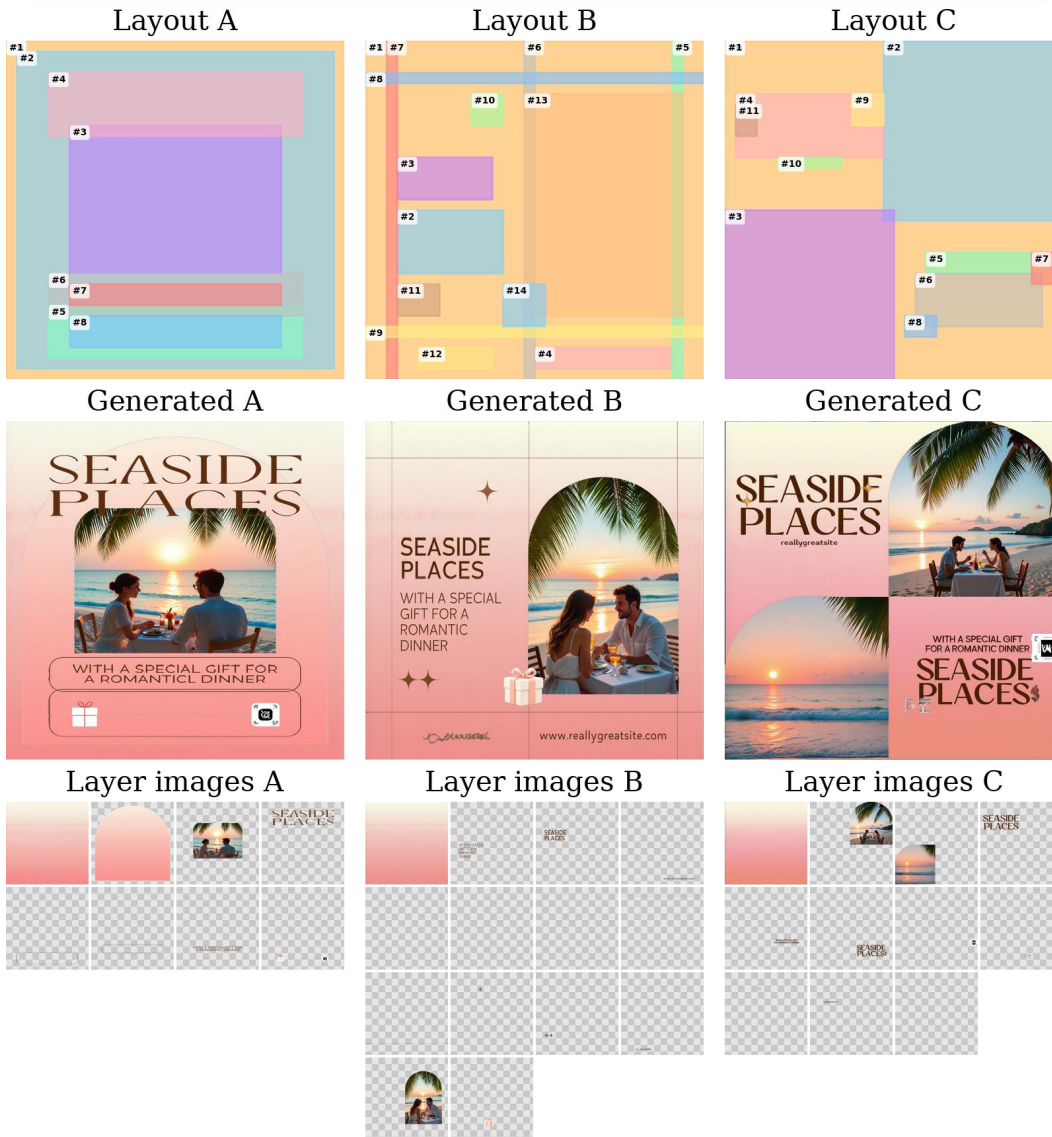 Layout A
Layout B
Layout C
#1
#2
#4
#3
#6
#7
#5
#8
#1
#7
#6
#5
#8
#10
#13
#3
#2
#11
#14
#9
#12
#4
#1
#2
#4
#9
#11
#10
#3
#5
#7
#6
#8
Generated A
Generated B
Generated C
SEASIDE
PLACES
WITH A SPECIAL GIFT FOR
A ROMANTICL DINNER
SEASIDE
PLACES
WITH A SPECIAL
GIFT FOR A
ROMANTIC
DINNER
www.reallygreatsite.com
SEASIDE
PLACES
reallygreatsite
WITH A SPECIAL GIFT
FOR A ROMANTIC DINNER
SEASIDE
PLACES
Layer images A
Layer images B
Layer images C
SEASIDE
PLACES
WITH A SPECIAL GIFT FOR
SEASIDE
PLACES
SEASIDE
PLACES
SEASIDE
PLACES